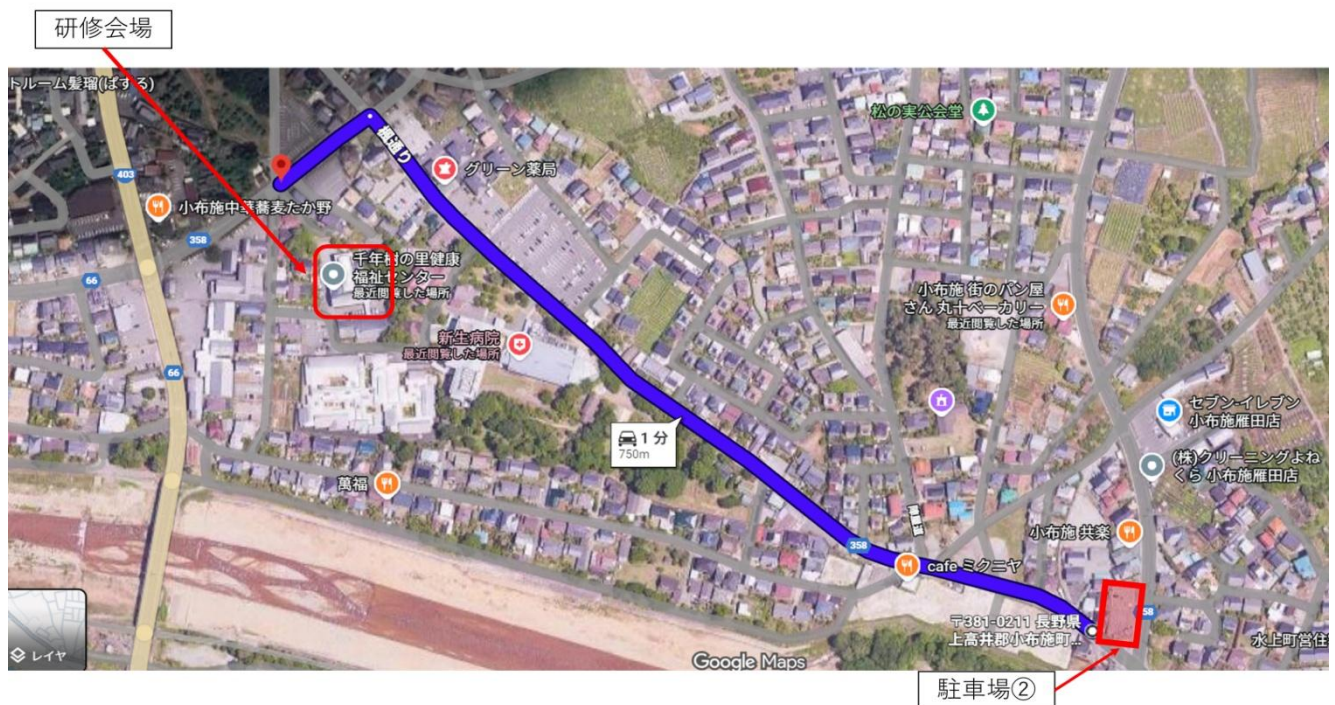 研修会場
トルーム髪瑠(ぱする)
松の実公会堂
楓通り
グリーン薬局
403
小布施中華蕎麦たか野
358
千年樹の里健康
福祉センター
最近閲覧した場所
66
小布施 街のパン屋
さん 丸十ベーカリー
最近閲覧した場所
新生病院
最近閲覧した場所
66
セブン-イレブン
小布施雁田店
1 分
750m
(株)クリーニングよね
くら 小布施雁田店
萬福
小布施 共楽
358
cafe ミクニヤ
〒381-0211 長野県
上高井郡小布施町...
58
水上町営住
レイヤ
Google Maps
駐車場②